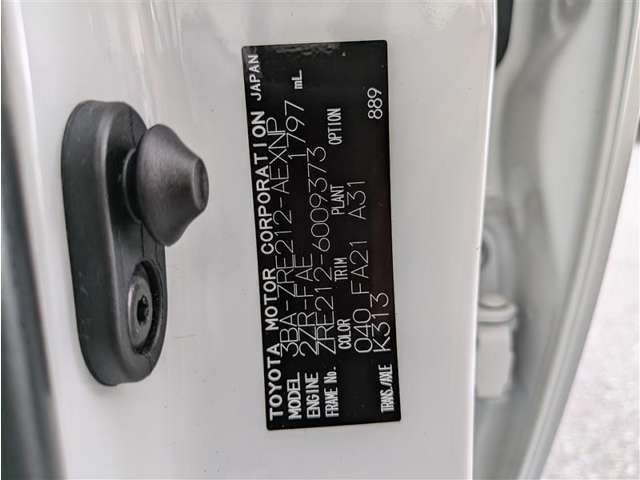 TOYOTA MOTOR CORPORATION JAPAN
MODEL 3BA-ZRE212-AEXNP
ENGINE 2ZR-FAE 1797 mL
FRAME No. ZRE212-6009373
COLOR TRIM PLANT OPTION
040 FA21 A31 889
TRANS/AXLE K313